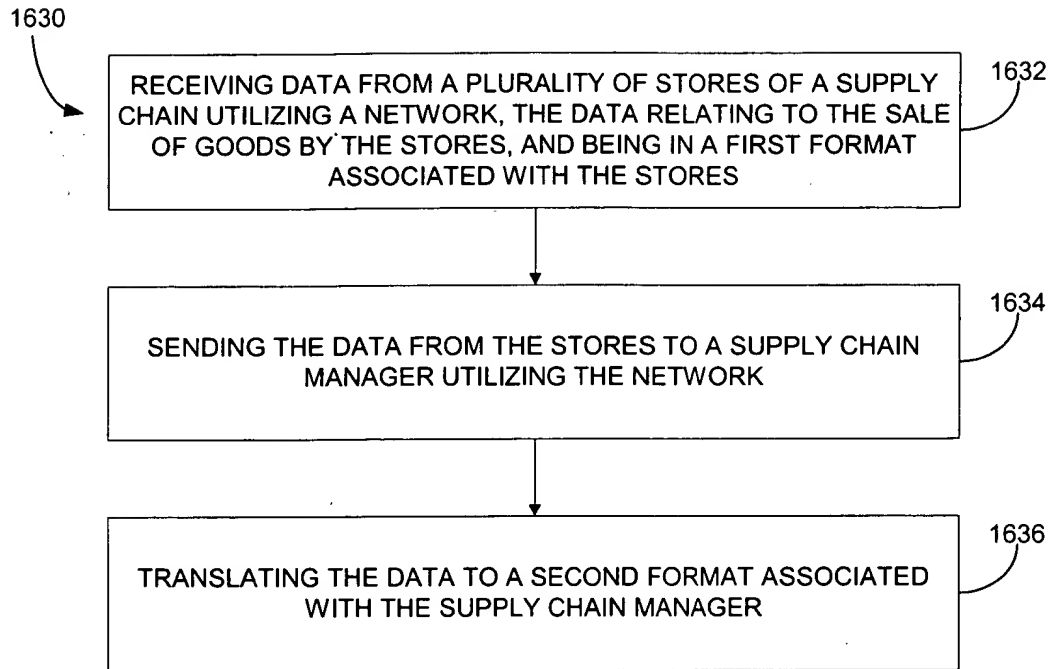 1630
RECEIVING DATA FROM A PLURALITY OF STORES OF A SUPPLY
CHAIN UTILIZING A NETWORK, THE DATA RELATING TO THE SALE
OF GOODS BY THE STORES, AND BEING IN A FIRST FORMAT
ASSOCIATED WITH THE STORES
1632
SENDING THE DATA FROM THE STORES TO A SUPPLY CHAIN
MANAGER UTILIZING THE NETWORK
1634
TRANSLATING THE DATA TO A SECOND FORMAT ASSOCIATED
WITH THE SUPPLY CHAIN MANAGER
1636